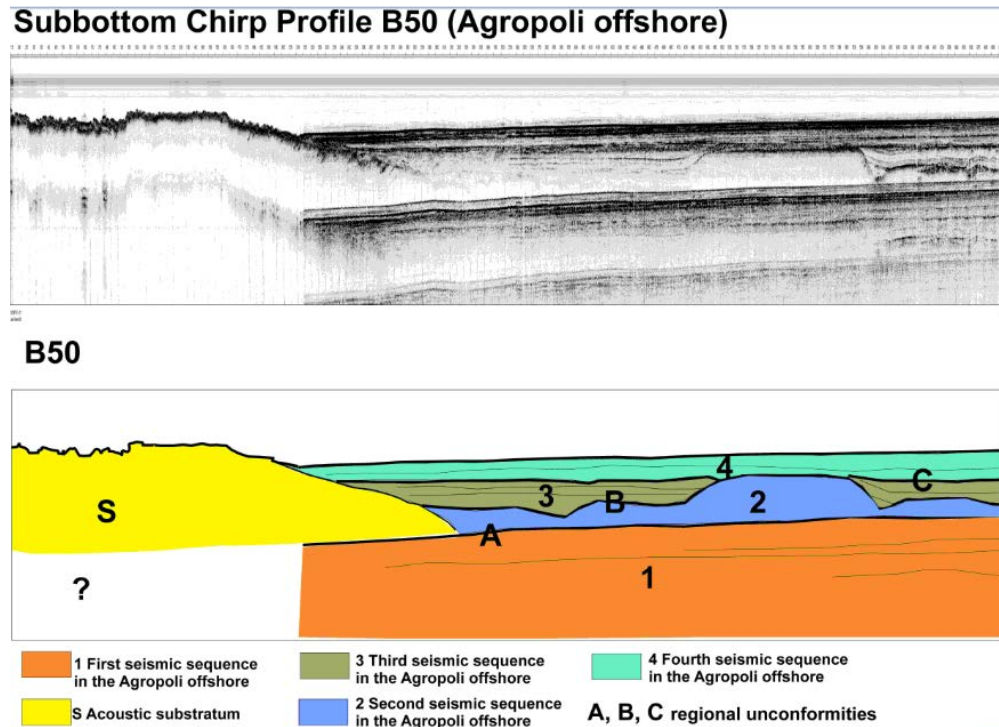 Subbottom Chirp Profile B50 (Agropoli offshore)
B50
4
C
3
B
2
S
A
1
?
1 First seismic sequence
in the Agropoli offshore
3 Third seismic sequence
in the Agropoli offshore
4 Fourth seismic sequence
in the Agropoli offshore
S Acoustic substratum
2 Second seismic sequence
in the Agropoli offshore
A, B, C regional unconformities